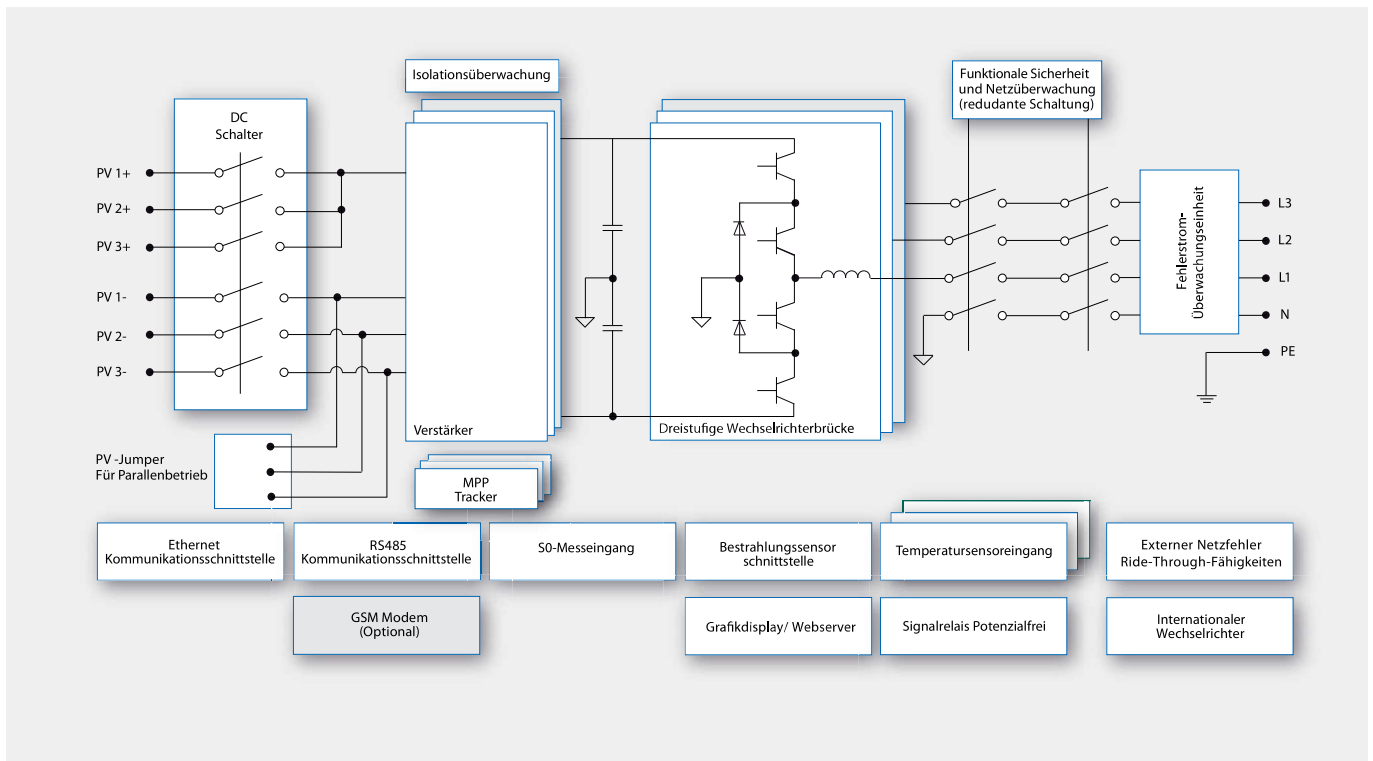 Isolationsüberwachung
Funktionale Sicherheit
und Netzüberwachung
(redudante Schaltung)
DC
Schalter
PV 1+
PV 2+
PV 3+
PV 1-
PV 2-
PV 3-
Verstärker
Dreistufige Wechselrichterbrücke
Fehlerstrom-
Überwachungseinheit
L3
L2
L1
N
PE
PV -Jumper
Für Parallenbetrieb
MPP
Tracker
Ethernet
Kommunikationsschnittstelle
RS485
Kommunikationsschnittstelle
S0-Messeingang
Bestrahlungssensor
schnittstelle
Temperatursensoreingang
Externer Netzfehler
Ride-Through-Fähigkeiten
GSM Modem
(Optional)
Grafikdisplay/ Webserver
Signalrelais Potenzialfrei
Internationaler
Wechselrichter